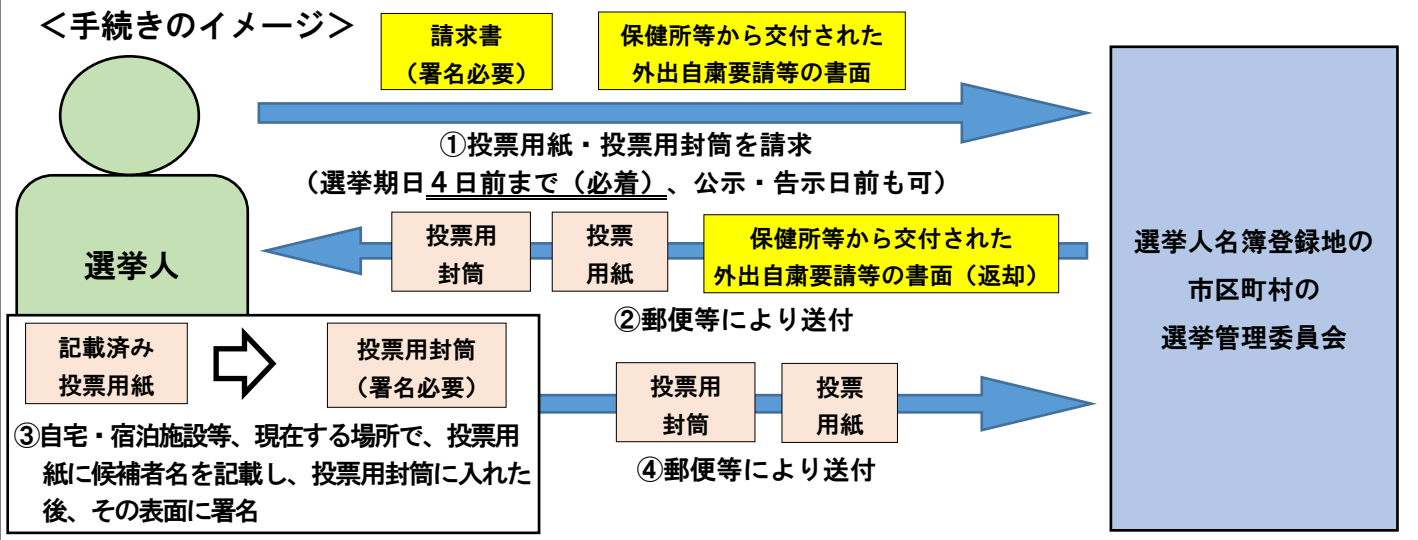 ＜手続きのイメージ＞
請求書
（署名必要）
保健所等から交付された
外出自粛要請等の書面
①投票用紙・投票用封筒を請求
（選挙期日４日前まで（必着）、公示・告示日前も可）
選挙人
投票用
封筒
投票
用紙
保健所等から交付された
外出自粛要請等の書面（返却）
②郵便等により送付
選挙人名簿登録地の
市区町村の
選挙管理委員会
記載済み
投票用紙
投票用封筒
（署名必要）
③自宅・宿泊施設等、現在する場所で、投票用
紙に候補者名を記載し、投票用封筒に入れた
後、その表面に署名
投票用
封筒
投票
用紙
④郵便等により送付